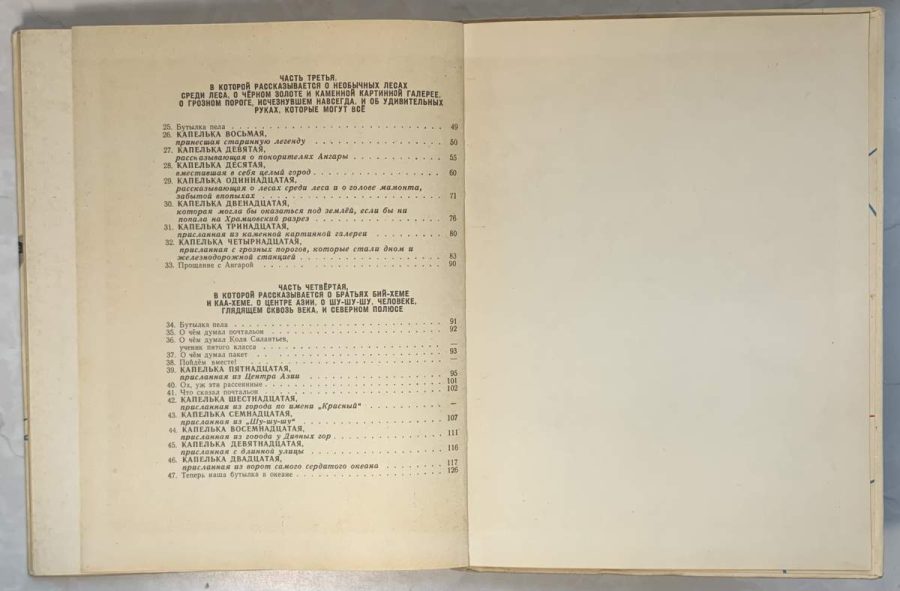 ЧАСТЬ ТРЕТЬЯ,
В КОТОРОЙ РАССКАЗЫВАЕТСЯ О НЕОБЫЧНЫХ ЛЕСАХ
СРЕДИ ЛЕСА, О ЧЁРНОМ ЗОЛОТЕ И КАМЕННОЙ КАРТИННОЙ ГАЛЕРЕЕ,
О ГРОЗНОМ ПОРОГЕ, ИСЧЕЗНУВШЕМ НАВСЕГДА, И ОБ УДИВИТЕЛЬНЫХ
РУКАХ, КОТОРЫЕ МОГУТ ВСЁ
25. Бутылка пела . . . 49
26. КАПЕЛЬКА ВОСЬМАЯ,
принесшая старинную легенду . . . 50
27. КАПЕЛЬКА ДЕВЯТАЯ,
рассказывающая о покорителях Ангары . . . 55
28. КАПЕЛЬКА ДЕСЯТАЯ,
вместившая в себя целый город . . . 60
29. КАПЕЛЬКА ОДИННАДЦАТАЯ,
рассказывающая о лесах среди леса и о голове мамонта,
забытой впопыхах . . . 71
30. КАПЕЛЬКА ДВЕНАДЦАТАЯ,
которая могла бы оказаться под землёй, если бы на
попала на Храмцовский разрез . . . 76
31. КАПЕЛЬКА ТРИНАДЦАТАЯ,
присланная из каменной картинной галереи . . . 80
32. КАПЕЛЬКА ЧЕТЫРНАДЦАТАЯ,
присланная с грозных порогов, которые стали дном и
железнодорожной станцией . . . 83
33. Прощание с Ангарой . . . 90
ЧАСТЬ ЧЕТВЁРТАЯ,
В КОТОРОЙ РАССКАЗЫВАЕТСЯ О БРАТЬЯХ БИЙ-ХЕМЕ
И КАА-ХЕМЕ, О ЦЕНТРЕ АЗИИ, О ШУ-ШУ-ШУ, ЧЕЛОВЕКЕ,
ГЛЯДЯЩЕМ СКВОЗЬ ВЕКА, И СЕВЕРНОМ ПОЛЮСЕ
34. Бутылка пела . . . 91
35. О чём думал почтальон . . . 92
36. О чём думал Коля Силантьев,
ученик пятого класса . . . —
37. О чём думал пакет . . . 93
38. Пойдём вместе! . . . —
39. КАПЕЛЬКА ПЯТНАДЦАТАЯ,
присланная из Центра Азии . . . 95
40. Ох, уж эти рассеянные . . . 101
41. Что сказал почтальон . . . 102
42. КАПЕЛЬКА ШЕСТНАДЦАТАЯ,
присланная из города по имени „Красный“ . . . —
43. КАПЕЛЬКА СЕМНАДЦАТАЯ,
присланная из „Шу-шу-шу“ . . . 107
44. КАПЕЛЬКА ВОСЕМНАДЦАТАЯ,
присланная из города у Дивных гор . . . 111
45. КАПЕЛЬКА ДЕВЯТНАДЦАТАЯ,
присланная с длинной улицы . . . 116
46. КАПЕЛЬКА ДВАДЦАТАЯ,
присланная из ворот самого сердитого океана . . . 117
47. Теперь наша бутылка в океане . . . 126